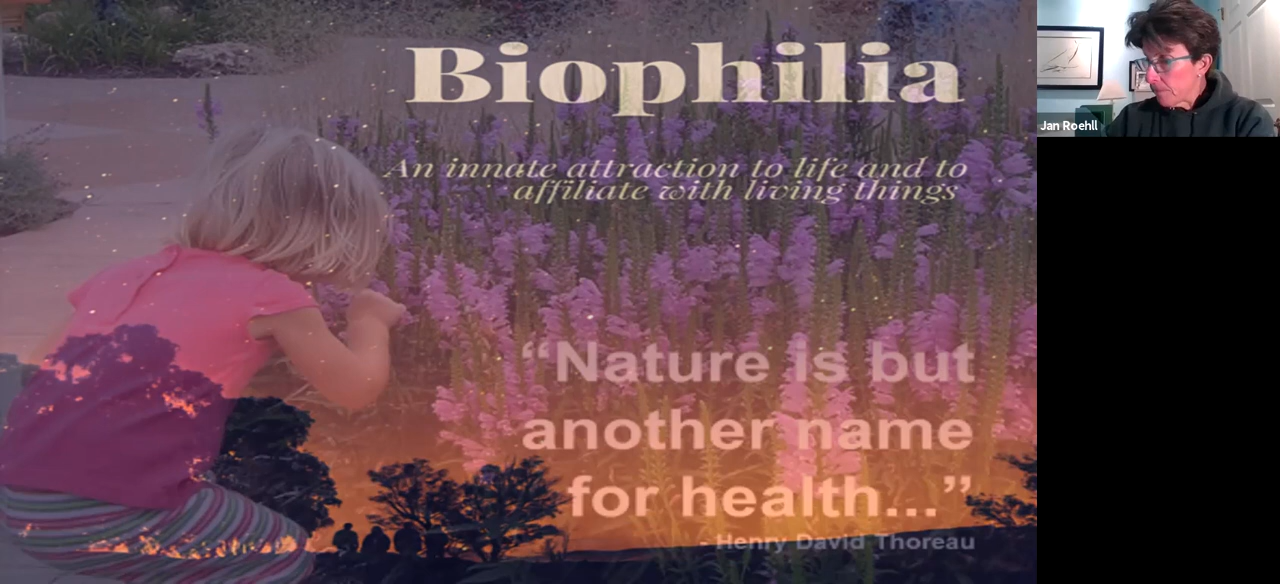 Biophilia
An innate attraction to life and to
affiliate with living things
“Nature is but
another name
for health...”
- Henry David Thoreau
Jan Roehll